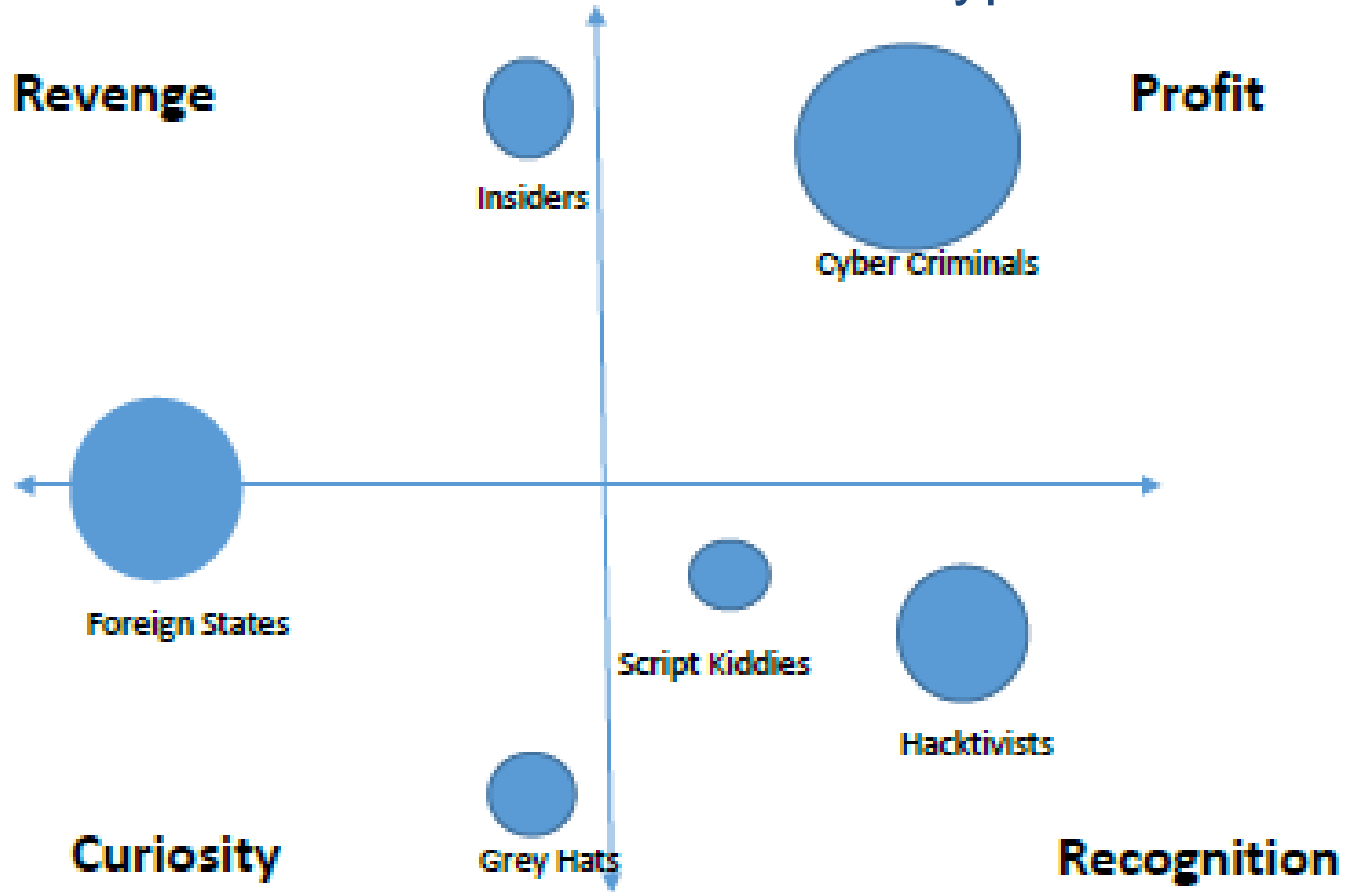 Revenge
Profit
Insiders
Cyber Criminals
Foreign States
Script Kiddies
Hacktivists
Curiosity
Grey Hats
Recognition